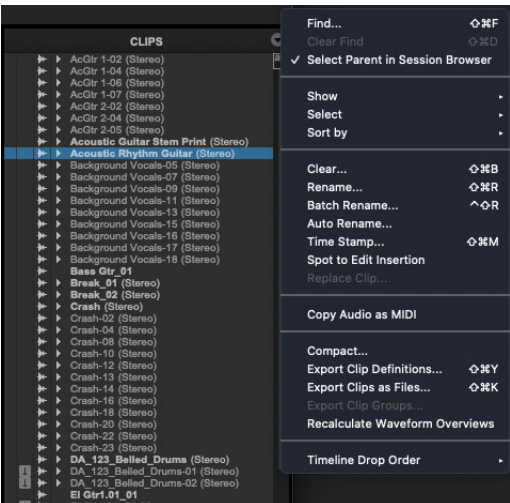 CLIPS
AcGtr 1-02 (Stereo)
AcGtr 1-04 (Stereo)
AcGtr 1-06 (Stereo)
AcGtr 1-07 (Stereo)
AcGtr 2-02 (Stereo)
AcGtr 2-04 (Stereo)
AcGtr 2-05 (Stereo)
Acoustic Guitar Stem Print (Stereo)
Acoustic Rhythm Guitar (Stereo)
Background Vocals-05 (Stereo)
Background Vocals-07 (Stereo)
Background Vocals-09 (Stereo)
Background Vocals-11 (Stereo)
Background Vocals-13 (Stereo)
Background Vocals-15 (Stereo)
Background Vocals-16 (Stereo)
Background Vocals-17 (Stereo)
Background Vocals-18 (Stereo)
Bass Gtr_01
Break_01 (Stereo)
Break_02 (Stereo)
Crash (Stereo)
Crash-02 (Stereo)
Crash-04 (Stereo)
Crash-08 (Stereo)
Crash-10 (Stereo)
Crash-12 (Stereo)
Crash-13 (Stereo)
Crash-14 (Stereo)
Crash-16 (Stereo)
Crash-18 (Stereo)
Crash-20 (Stereo)
Crash-22 (Stereo)
Crash-23 (Stereo)
DA_123_Belled_Drums (Stereo)
DA_123_Belled_Drums-01 (Stereo)
DA_123_Belled_Drums-02 (Stereo)
El Gtr1.01_01
Find... ⇧⌘F
Clear Find ⇧⌘D
✓ Select Parent in Session Browser
Show
Select
Sort by
Clear... ⇧⌘B
Rename... ⇧⌘R
Batch Rename... ^⇧R
Auto Rename...
Time Stamp... ⇧⌘M
Spot to Edit Insertion
Replace Clip...
Copy Audio as MIDI
Compact...
Export Clip Definitions... ⇧⌘Y
Export Clips as Files... ⇧⌘K
Export Clip Groups...
Recalculate Waveform Overviews
Timeline Drop Order